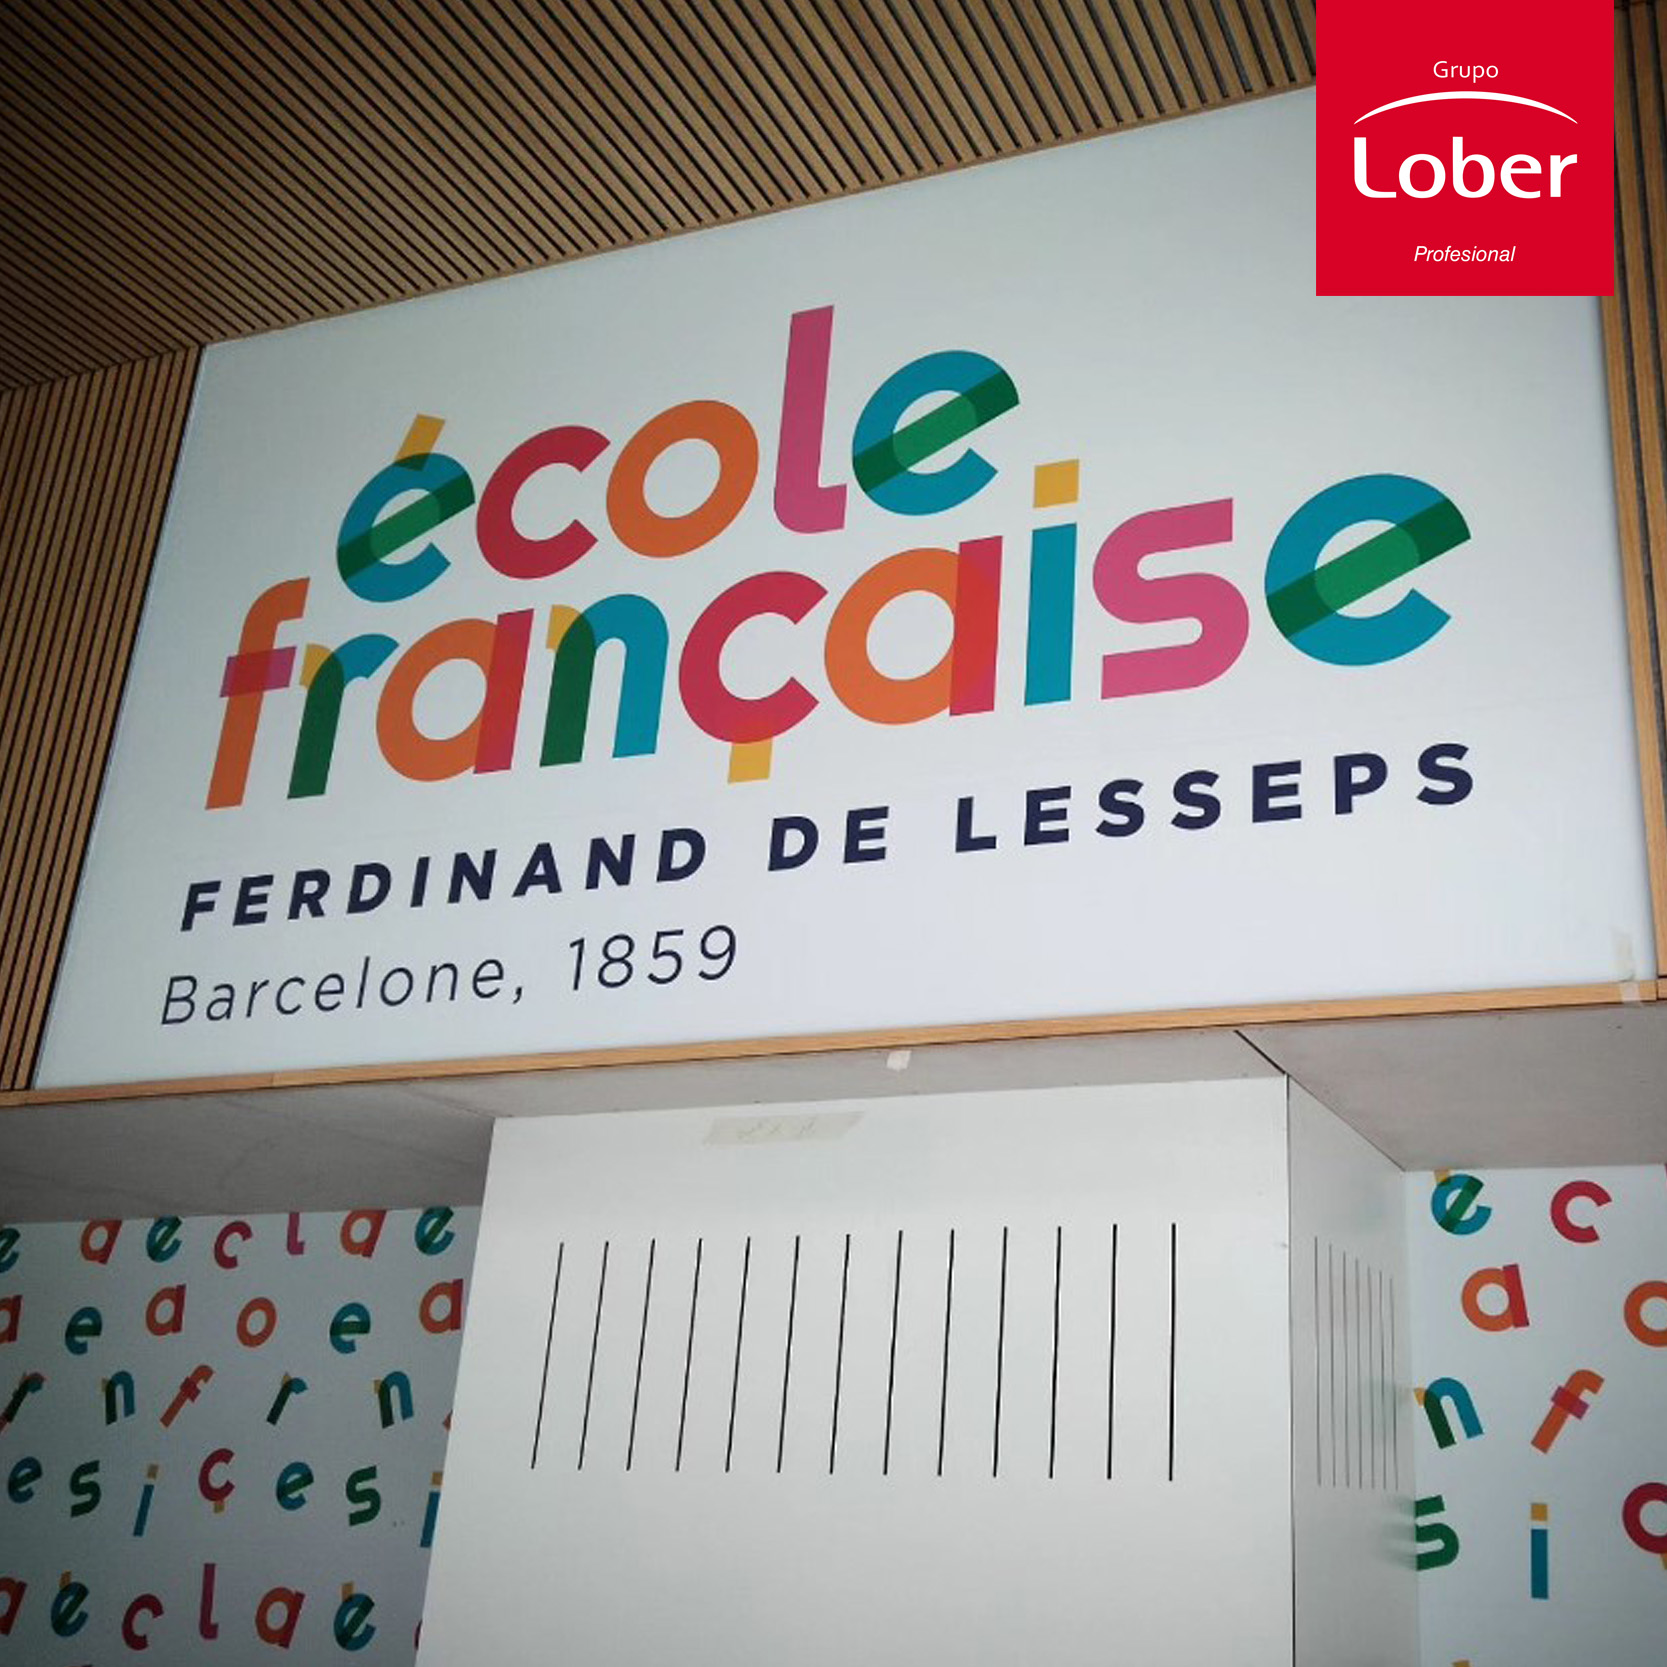 Grupo
Lober
Profesional
école
française
FERDINAND DE LESSEPS
Barcelone, 1859
e a é c l a é
a e a o e a
r n f r n
e s i ç e s i
a é c l a é
é c
a o
n f
s i ç